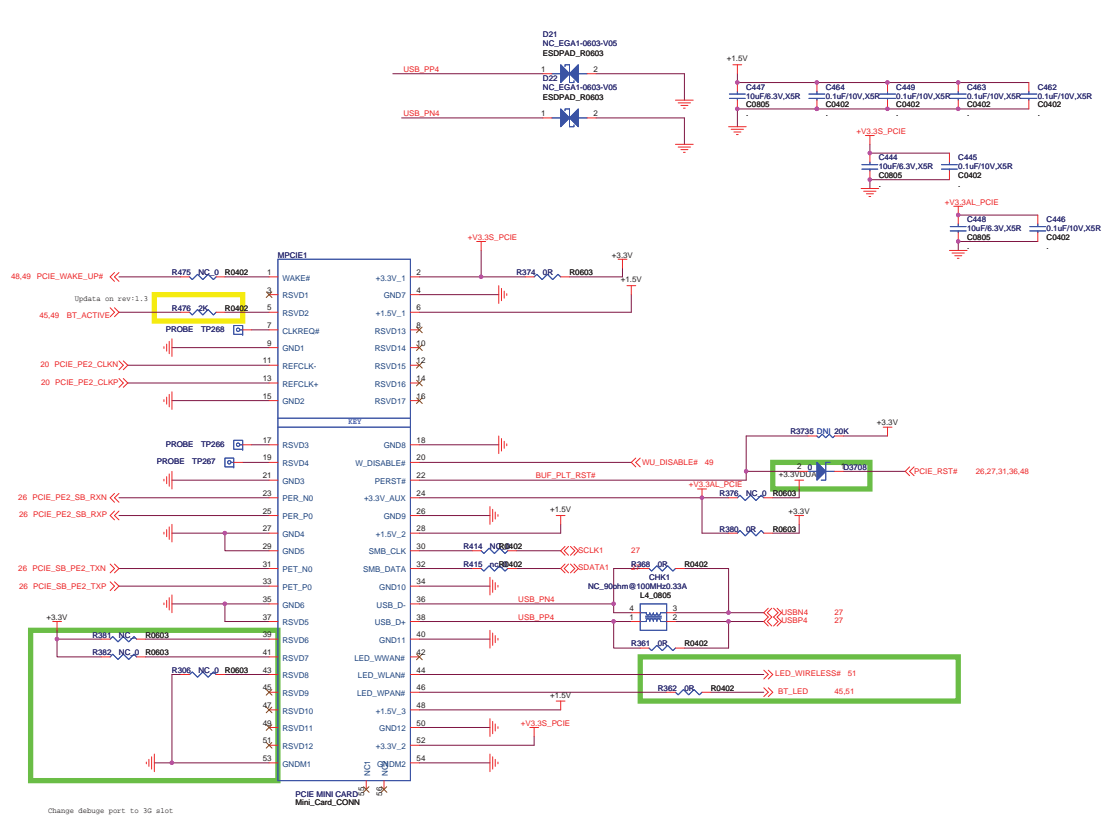 D21
NC_EGA1-0603-V05
ESDPAD_R0603
USB_PP4 1 2
D22
NC_EGA1-0603-V05
ESDPAD_R0603
USB_PN4 1 2
+1.5V
C447 C464 C449 C463 C462
10uF/6.3V,X5R 0.1uF/10V,X5R 0.1uF/10V,X5R 0.1uF/10V,X5R 0.1uF/10V,X5R
C0805 C0402 C0402 C0402 C0402
+V3.3S_PCIE
C444 C445
10uF/6.3V,X5R 0.1uF/10V,X5R
C0805 C0402
+V3.3AL_PCIE
C448 C446
10uF/6.3V,X5R 0.1uF/10V,X5R
C0805 C0402
MPCIE1
+V3.3S_PCIE
+3.3V
+1.5V
48,49 PCIE_WAKE_UP# R475 NC_0 R0402 1 WAKE# +3.3V_1 2 R374 0R R0603
Updata on rev:1.3
3 RSVD1 GND7 4
45,49 BT_ACTIVE R476 2K R0402 5 RSVD2 +1.5V_1 6
PROBE TP268 7 CLKREQ# RSVD13 8
9 GND1 RSVD14 10
20 PCIE_PE2_CLKN 11 REFCLK- RSVD15 12
20 PCIE_PE2_CLKP 13 REFCLK+ RSVD16 14
15 GND2 RSVD17 16
KEY
PROBE TP266 17 RSVD3 GND8 18
PROBE TP267 19 RSVD4 W_DISABLE# 20 WU_DISABLE# 49
21 GND3 PERST# 22 BUF_PLT_RST#
R3735 DNI_20K +3.3V
2 0 1 D3708 PCIE_RST# 26,27,31,36,48
+3.3VDUAL
26 PCIE_PE2_SB_RXN 23 PER_N0 +3.3V_AUX 24 +V3.3AL_PCIE R376 NC_0 R0603
26 PCIE_PE2_SB_RXP 25 PER_P0 GND9 26
+1.5V
+3.3V
27 GND4 +1.5V_2 28 R380 0R R0603
29 GND5 SMB_CLK 30 R414 R0402 SCLK1 27
26 PCIE_SB_PE2_TXN 31 PET_N0 SMB_DATA 32 R415 R0402 SDATA1 27
R368 0R R0402
26 PCIE_SB_PE2_TXP 33 PET_P0 GND10 34
CHK1
NC_90ohm@100MHz0.33A
L4_0805
35 GND6 USB_D- 36 USB_PN4 4 3 USBN4 27
+3.3V
37 RSVD5 USB_D+ 38 USB_PP4 1 2 USBP4 27
R381 NC R0603 39 RSVD6 GND11 40 R361 0R R0402
R382 NC_0 R0603 41 RSVD7 LED_WWAN# 42
R306 NC_0 R0603 43 RSVD8 LED_WLAN# 44 LED_WIRELESS# 51
45 RSVD9 LED_WPAN# 46 R362 0R R0402 BT_LED 45,51
+1.5V
47 RSVD10 +1.5V_3 48
49 RSVD11 GND12 50
+V3.3S_PCIE
51 RSVD12 +3.3V_2 52
53 GNDM1 GNDM2 54
NC1
55 56
PCIE MINI CARD
Mini_Card_CONN
Change debuge port to 3G slot